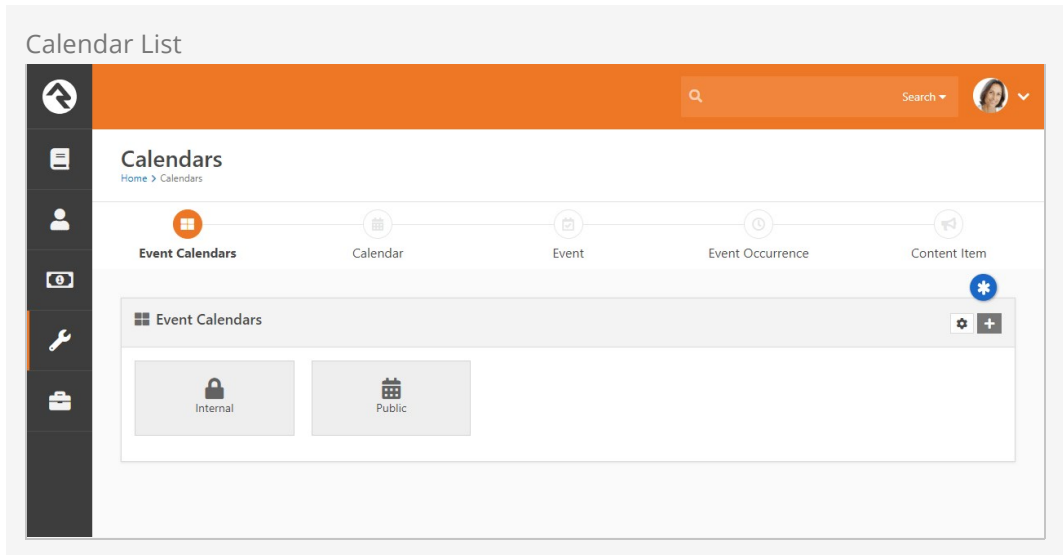 Calendar List
Search
Calendars
Home > Calendars
Event Calendars
Calendar
Event
Event Occurrence
Content Item
Event Calendars
Internal
Public